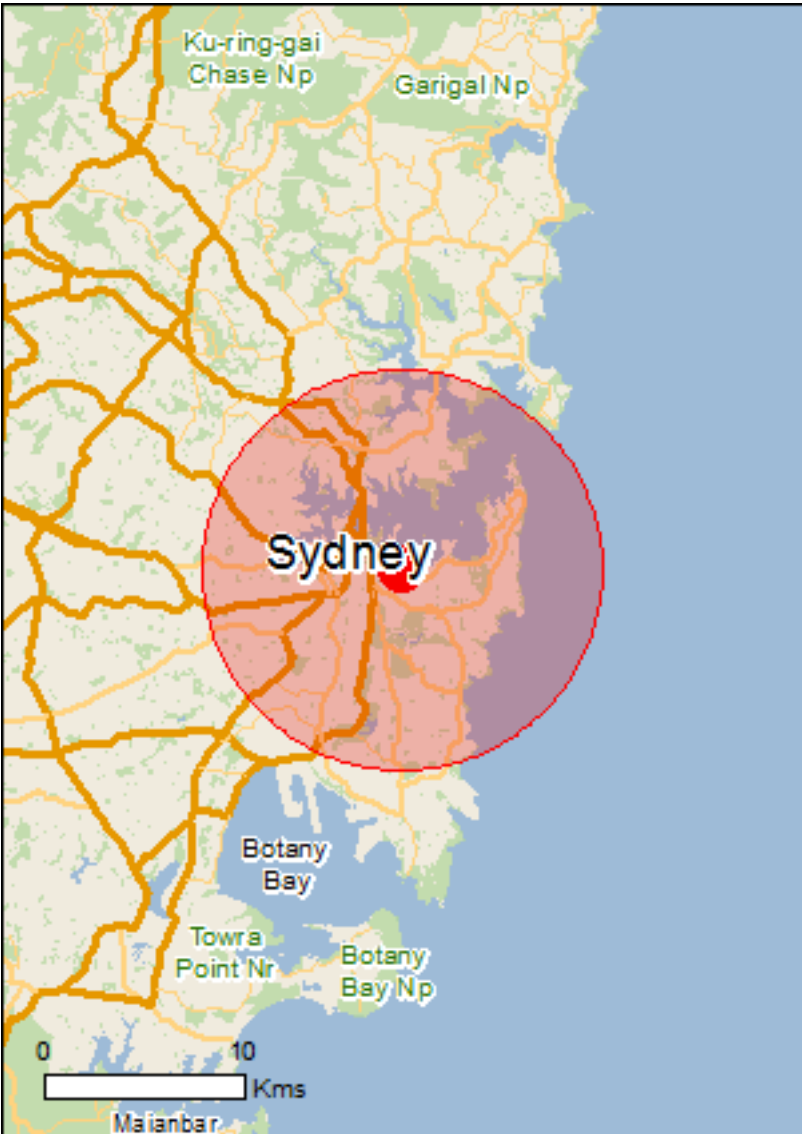 Ku-ring-gai
Chase Np
Garigal Np
Sydney
Botany
Bay
Towra
Point Nr
Botany
Bay Np
0 10
Kms
Maianbar